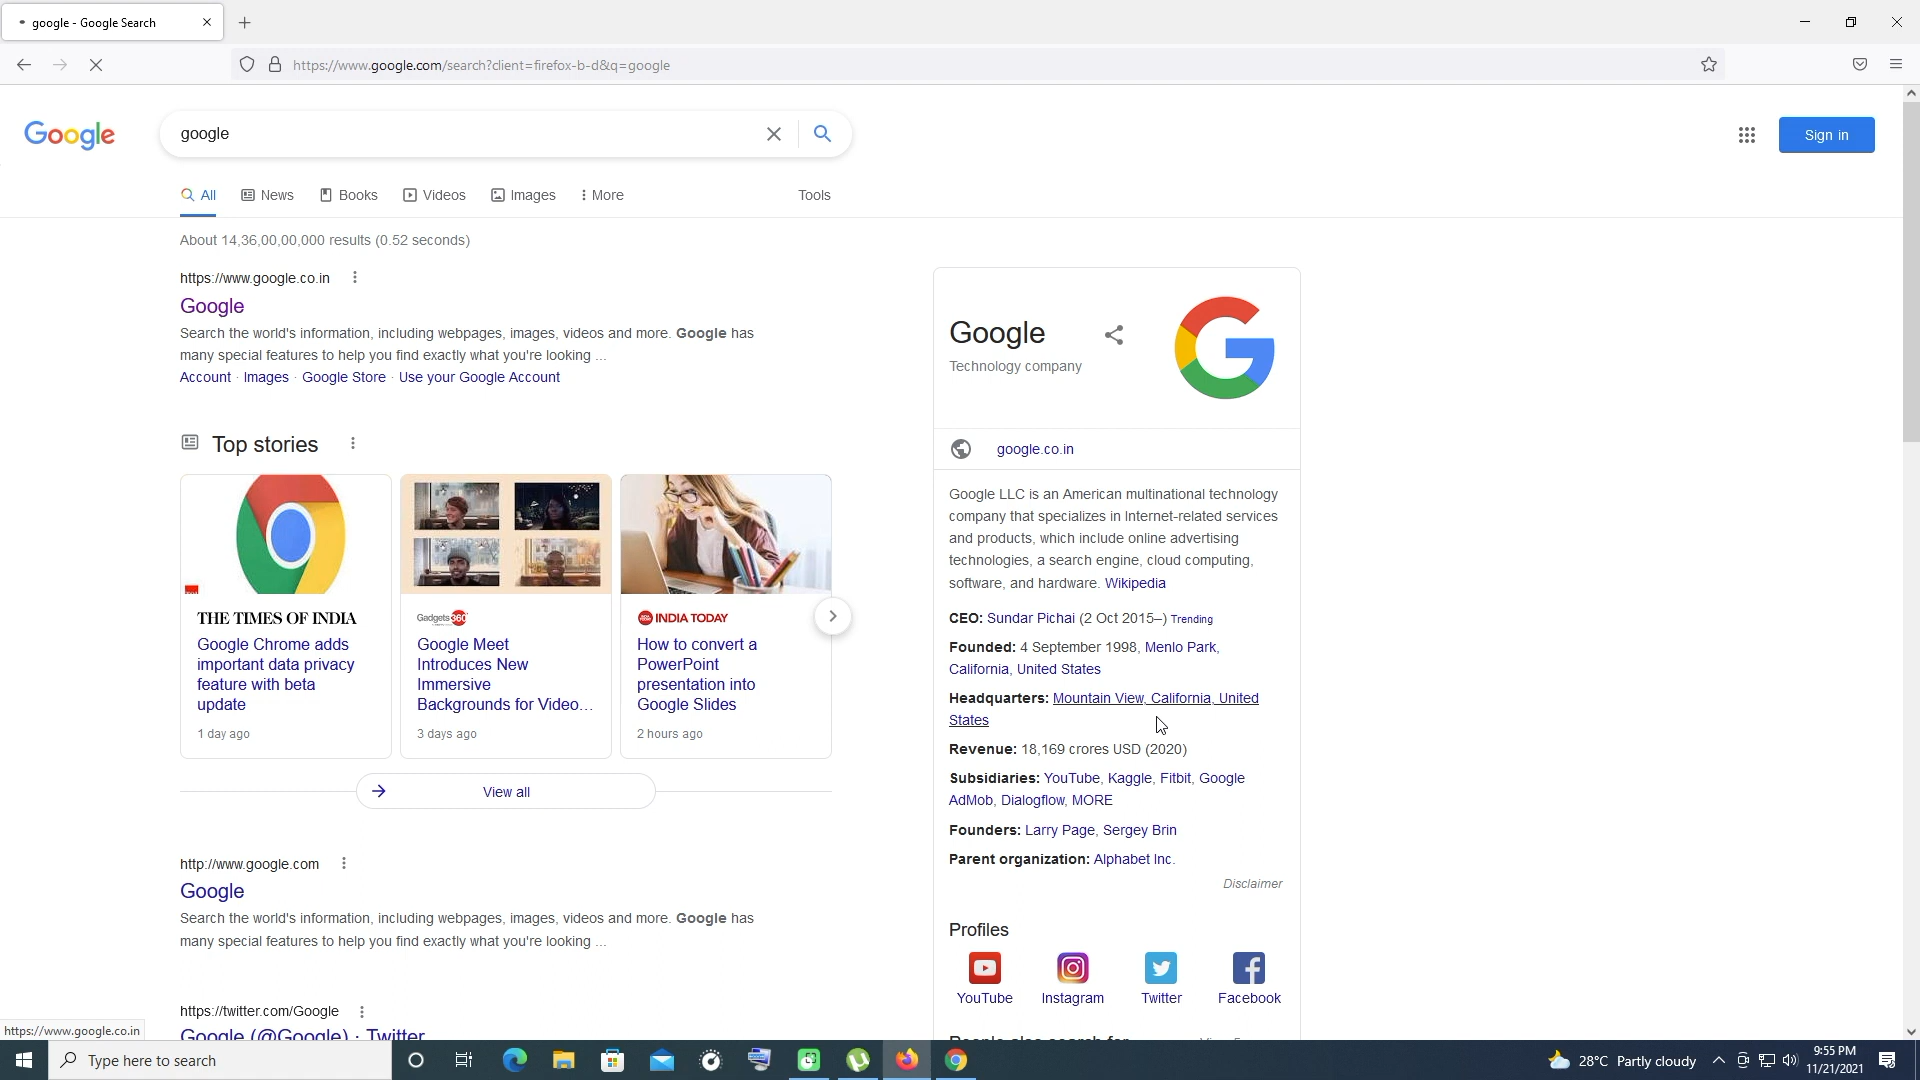 google - Google Search
https://www.google.com/search?client=firefox-b-d&q=google
Google
google
Sign in
All
News
Books
Videos
Images
More
Tools
About 14,36,00,00,000 results (0.52 seconds)
https://www.google.co.in
Google
Search the world's information, including webpages, images, videos and more. Google has
many special features to help you find exactly what you're looking ...
Account · Images · Google Store · Use your Google Account
Top stories
THE TIMES OF INDIA
Google Chrome adds
important data privacy
feature with beta
update
1 day ago
Gadgets 360
Google Meet
Introduces New
Immersive
Backgrounds for Video...
3 days ago
INDIA TODAY
How to convert a
PowerPoint
presentation into
Google Slides
2 hours ago
View all
http://www.google.com
Google
Search the world's information, including webpages, images, videos and more. Google has
many special features to help you find exactly what you're looking ...
https://twitter.com/Google
Google (@Google) · Twitter
Google
Technology company
google.co.in
Google LLC is an American multinational technology
company that specializes in Internet-related services
and products, which include online advertising
technologies, a search engine, cloud computing,
software, and hardware. Wikipedia
CEO: Sundar Pichai (2 Oct 2015–) Trending
Founded: 4 September 1998, Menlo Park,
California, United States
Headquarters: Mountain View, California, United
States
Revenue: 18,169 crores USD (2020)
Subsidiaries: YouTube, Kaggle, Fitbit, Google
AdMob, Dialogflow, MORE
Founders: Larry Page, Sergey Brin
Parent organization: Alphabet Inc.
Disclaimer
Profiles
YouTube
Instagram
Twitter
Facebook
People also search for
https://www.google.co.in
Type here to search
28°C Partly cloudy
9:55 PM
11/21/2021